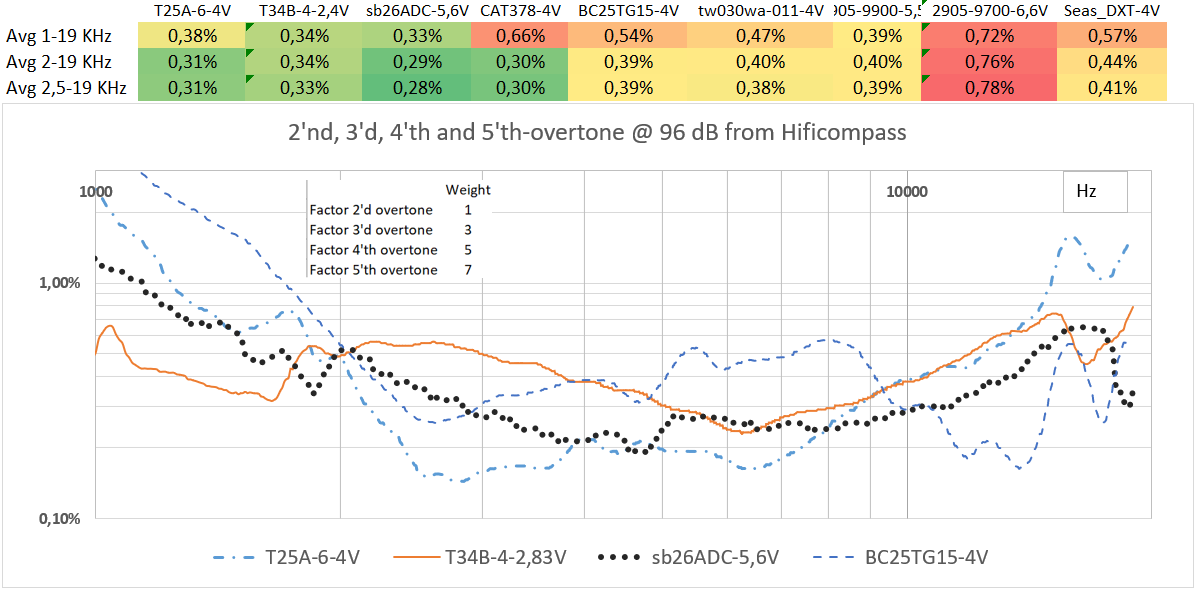 T25A-6-4V T34B-4-2,4V sb26ADC-5,6V CAT378-4V BC25TG15-4V tw030wa-011-4V 905-9900-5,5 2905-9700-6,6V Seas_DXT-4V
Avg 1-19 KHz 0,38% 0,34% 0,33% 0,66% 0,54% 0,47% 0,39% 0,72% 0,57%
Avg 2-19 KHz 0,31% 0,34% 0,29% 0,30% 0,39% 0,40% 0,40% 0,76% 0,44%
Avg 2,5-19 KHz 0,31% 0,33% 0,28% 0,30% 0,39% 0,38% 0,39% 0,78% 0,41%
2'nd, 3'd, 4'th and 5'th-overtone @ 96 dB from Hificompass
1000 10000 Hz
Weight
Factor 2'd overtone 1
Factor 3'd overtone 3
Factor 4'th overtone 5
Factor 5'th overtone 7
1,00%
0,10%
T25A-6-4V T34B-4-2,83V sb26ADC-5,6V BC25TG15-4V